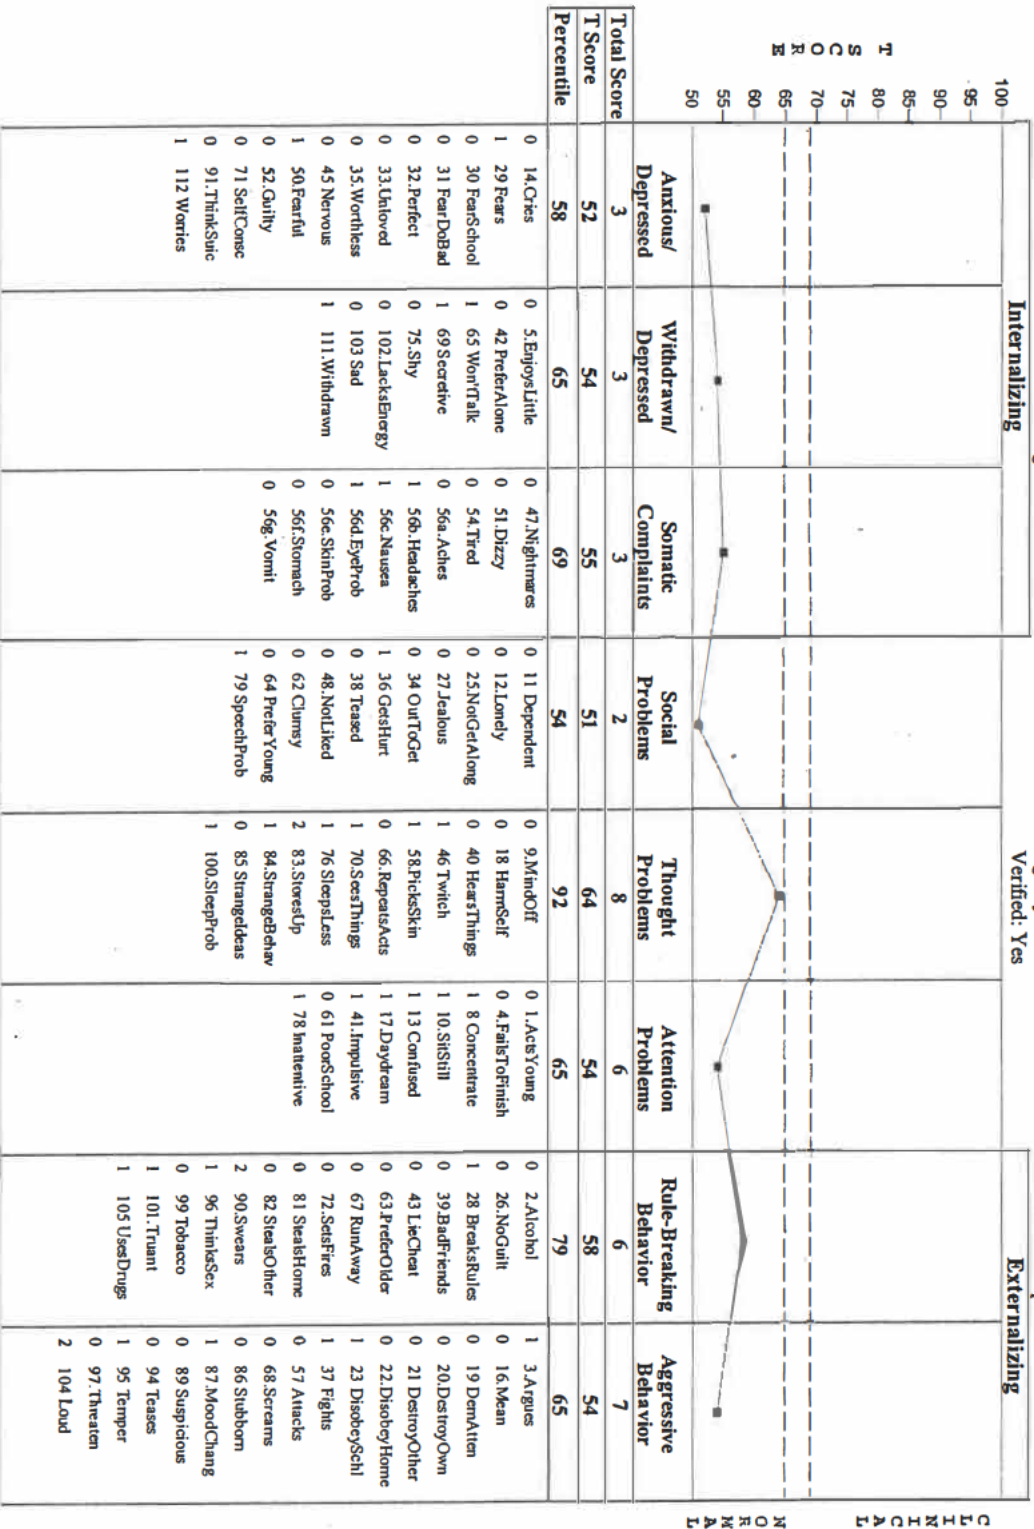 Verified: Yes
Internalizing
Externalizing
T SCORE
100
95
90
85
80
75
70
65
60
55
50
CLINICAL
NORMAL
Anxious/ Depressed
Withdrawn/ Depressed
Somatic Complaints
Social Problems
Thought Problems
Attention Problems
Rule-Breaking Behavior
Aggressive Behavior
Total Score 3 3 3 2 8 6 6 7
T Score 52 54 55 51 64 54 58 54
Percentile 58 65 69 54 92 65 79 65
0 14.Cries
1 29 Fears
0 30 FearSchool
0 31 FearDoBad
0 32.Perfect
0 33.Unloved
0 35.Worthless
0 45 Nervous
1 50.Fearful
0 52.Guilty
0 71 SelfConsc
0 91.ThinkSuic
1 112 Worries
0 5.EnjoysLittle
0 42 PreferAlone
1 65 Won'tTalk
1 69 Secretive
0 75.Shy
0 102.LacksEnergy
0 103 Sad
1 111.Withdrawn
0 47.Nightmares
0 51.Dizzy
0 54.Tired
0 56a.Aches
1 56b.Headaches
1 56c.Nausea
1 56d.EyeProb
0 56e.SkinProb
0 56f.Stomach
0 56g.Vomit
0 11 Dependent
0 12.Lonely
0 25.NotGetAlong
0 27 Jealous
0 34 OutToGet
1 36 GetsHurt
0 38 Teased
0 48.NotLiked
0 62 Clumsy
0 64 PreferYoung
1 79 SpeechProb
0 9.MindOff
0 18 HarmSelf
0 40 HearsThings
1 46 Twitch
1 58.PicksSkin
0 66.RepeatsActs
1 70.SeesThings
1 76 SleepsLess
2 83.StoresUp
1 84.StrangeBehav
0 85 StrangeIdeas
1 100.SleepProb
0 1.ActsYoung
0 4.FailsToFinish
1 8 Concentrate
1 10.SitStill
1 13 Confused
1 17.Daydream
1 41.Impulsive
0 61 PoorSchool
1 78 Inattentive
0 2.Alcohol
0 26.NoGuilt
1 28 BreaksRules
0 39.BadFriends
0 43 LieCheat
0 63.PreferOlder
0 67 RunAway
0 72.SetsFires
0 81 StealsHome
0 82 StealsOther
2 90.Swears
1 96 ThinksSex
0 99 Tobacco
1 101.Truant
1 105 UsesDrugs
1 3.Argues
0 16.Mean
0 19 DemAtten
0 20.DestroyOwn
0 21 DestroyOther
0 22.DisobeyHome
1 23 DisobeySchl
1 37 Fights
0 57 Attacks
0 68.Screams
0 86 Stubborn
1 87.MoodChang
0 89 Suspicious
0 94 Teases
1 95 Temper
0 97.Threaten
2 104 Loud